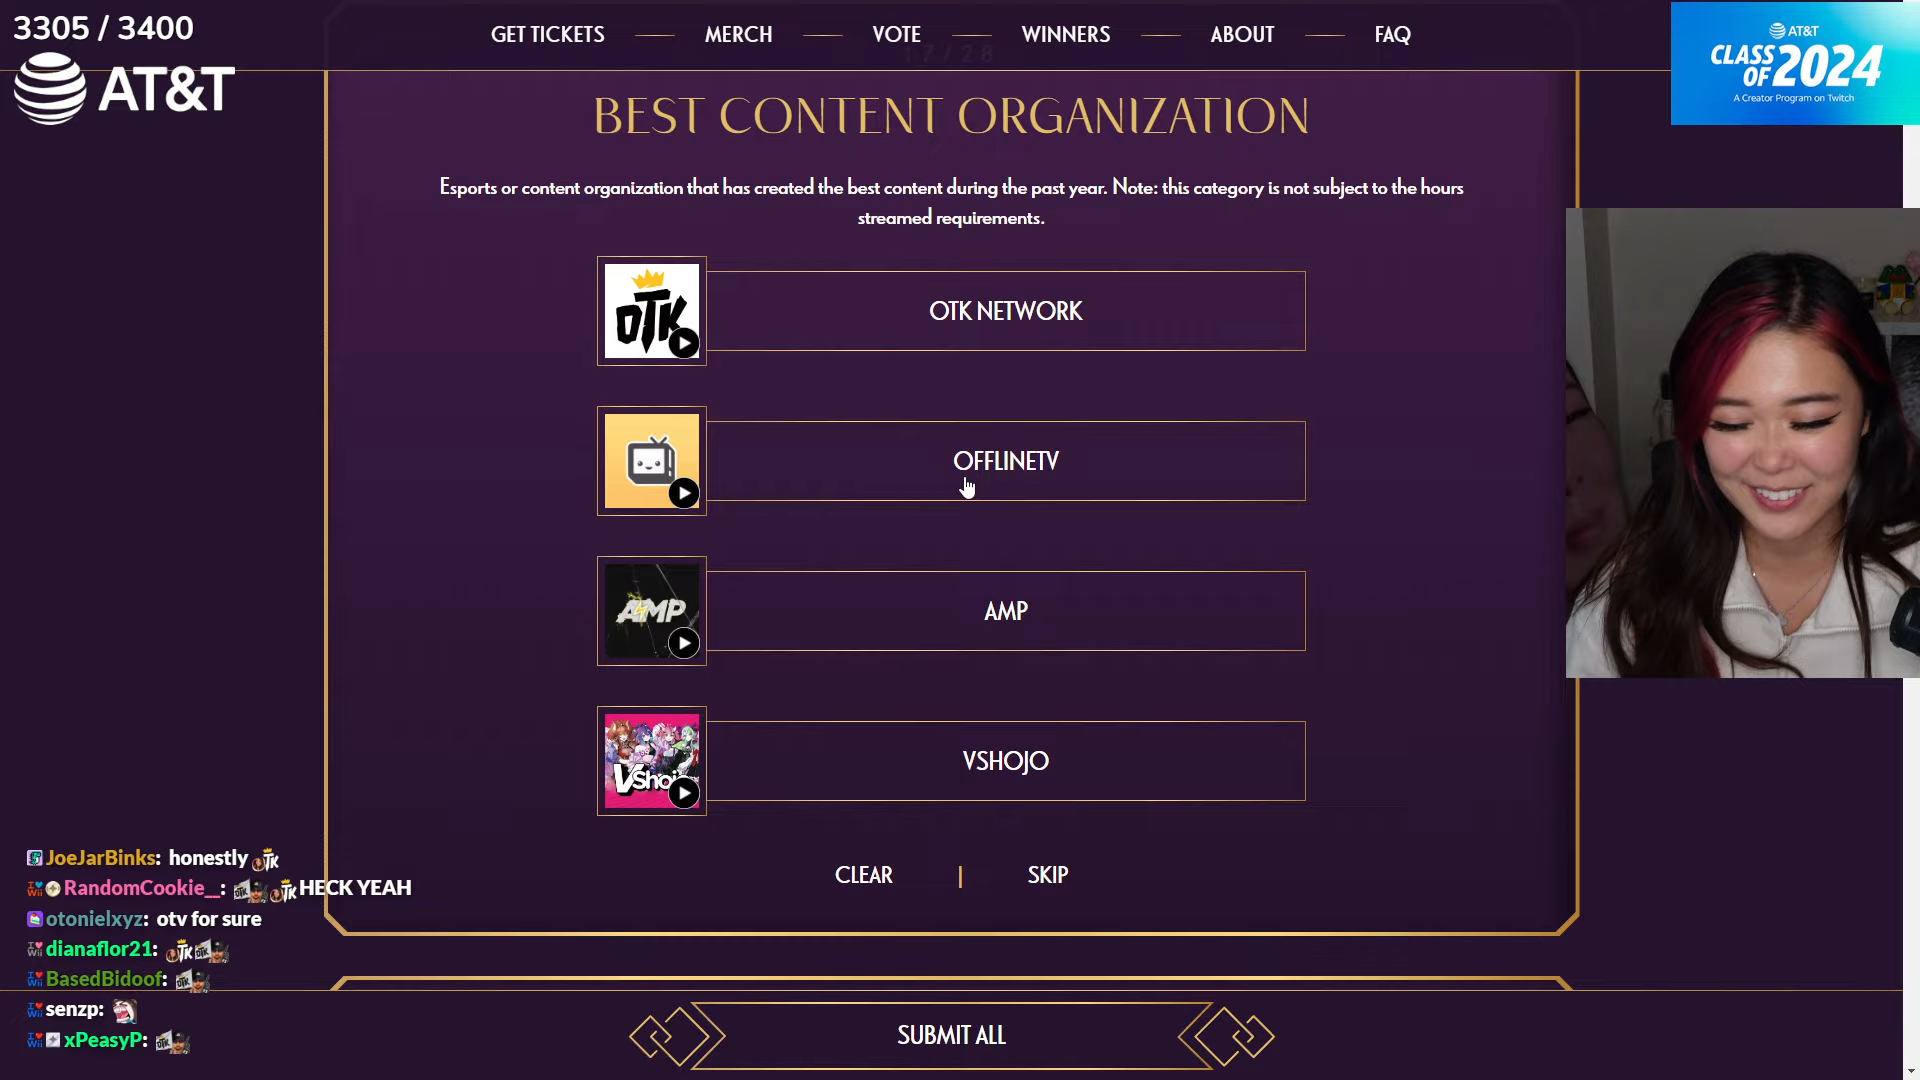 3305 / 3400
AT&T
GET TICKETS
MERCH
VOTE
WINNERS
ABOUT
FAQ
17 / 28
AT&T
CLASS
OF 2024
A Creator Program on Twitch
BEST CONTENT ORGANIZATION
Esports or content organization that has created the best content during the past year. Note: this category is not subject to the hours
streamed requirements.
OTK
OTK NETWORK
OFFLINETV
AMP
AMP
VShojo
VSHOJO
CLEAR | SKIP
JoeJarBinks: honestly
RandomCookie__: HECK YEAH
otonielxyz: otv for sure
dianaflor21:
BasedBidoof:
senzp:
xPeasyP:
SUBMIT ALL